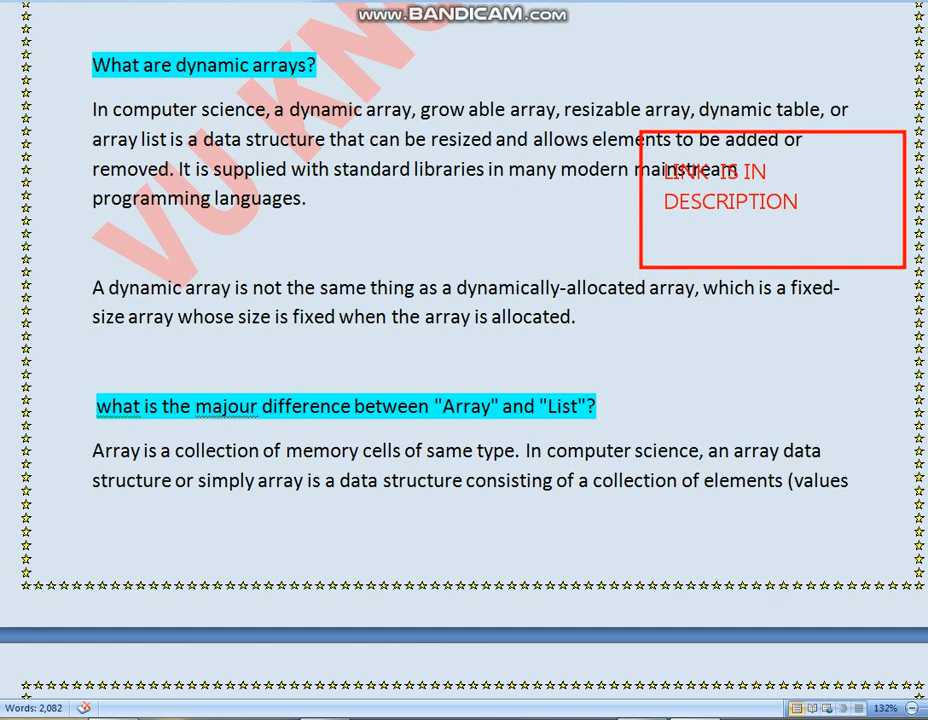 www.BANDICAM.com
What are dynamic arrays?
In computer science, a dynamic array, grow able array, resizable array, dynamic table, or
array list is a data structure that can be resized and allows elements to be added or
removed. It is supplied with standard libraries in many modern mainstream
programming languages.
LINK IS IN
DESCRIPTION
A dynamic array is not the same thing as a dynamically-allocated array, which is a fixed-
size array whose size is fixed when the array is allocated.
what is the majour difference between "Array" and "List"?
Array is a collection of memory cells of same type. In computer science, an array data
structure or simply array is a data structure consisting of a collection of elements (values
VU KNO
Words: 2,082
132%